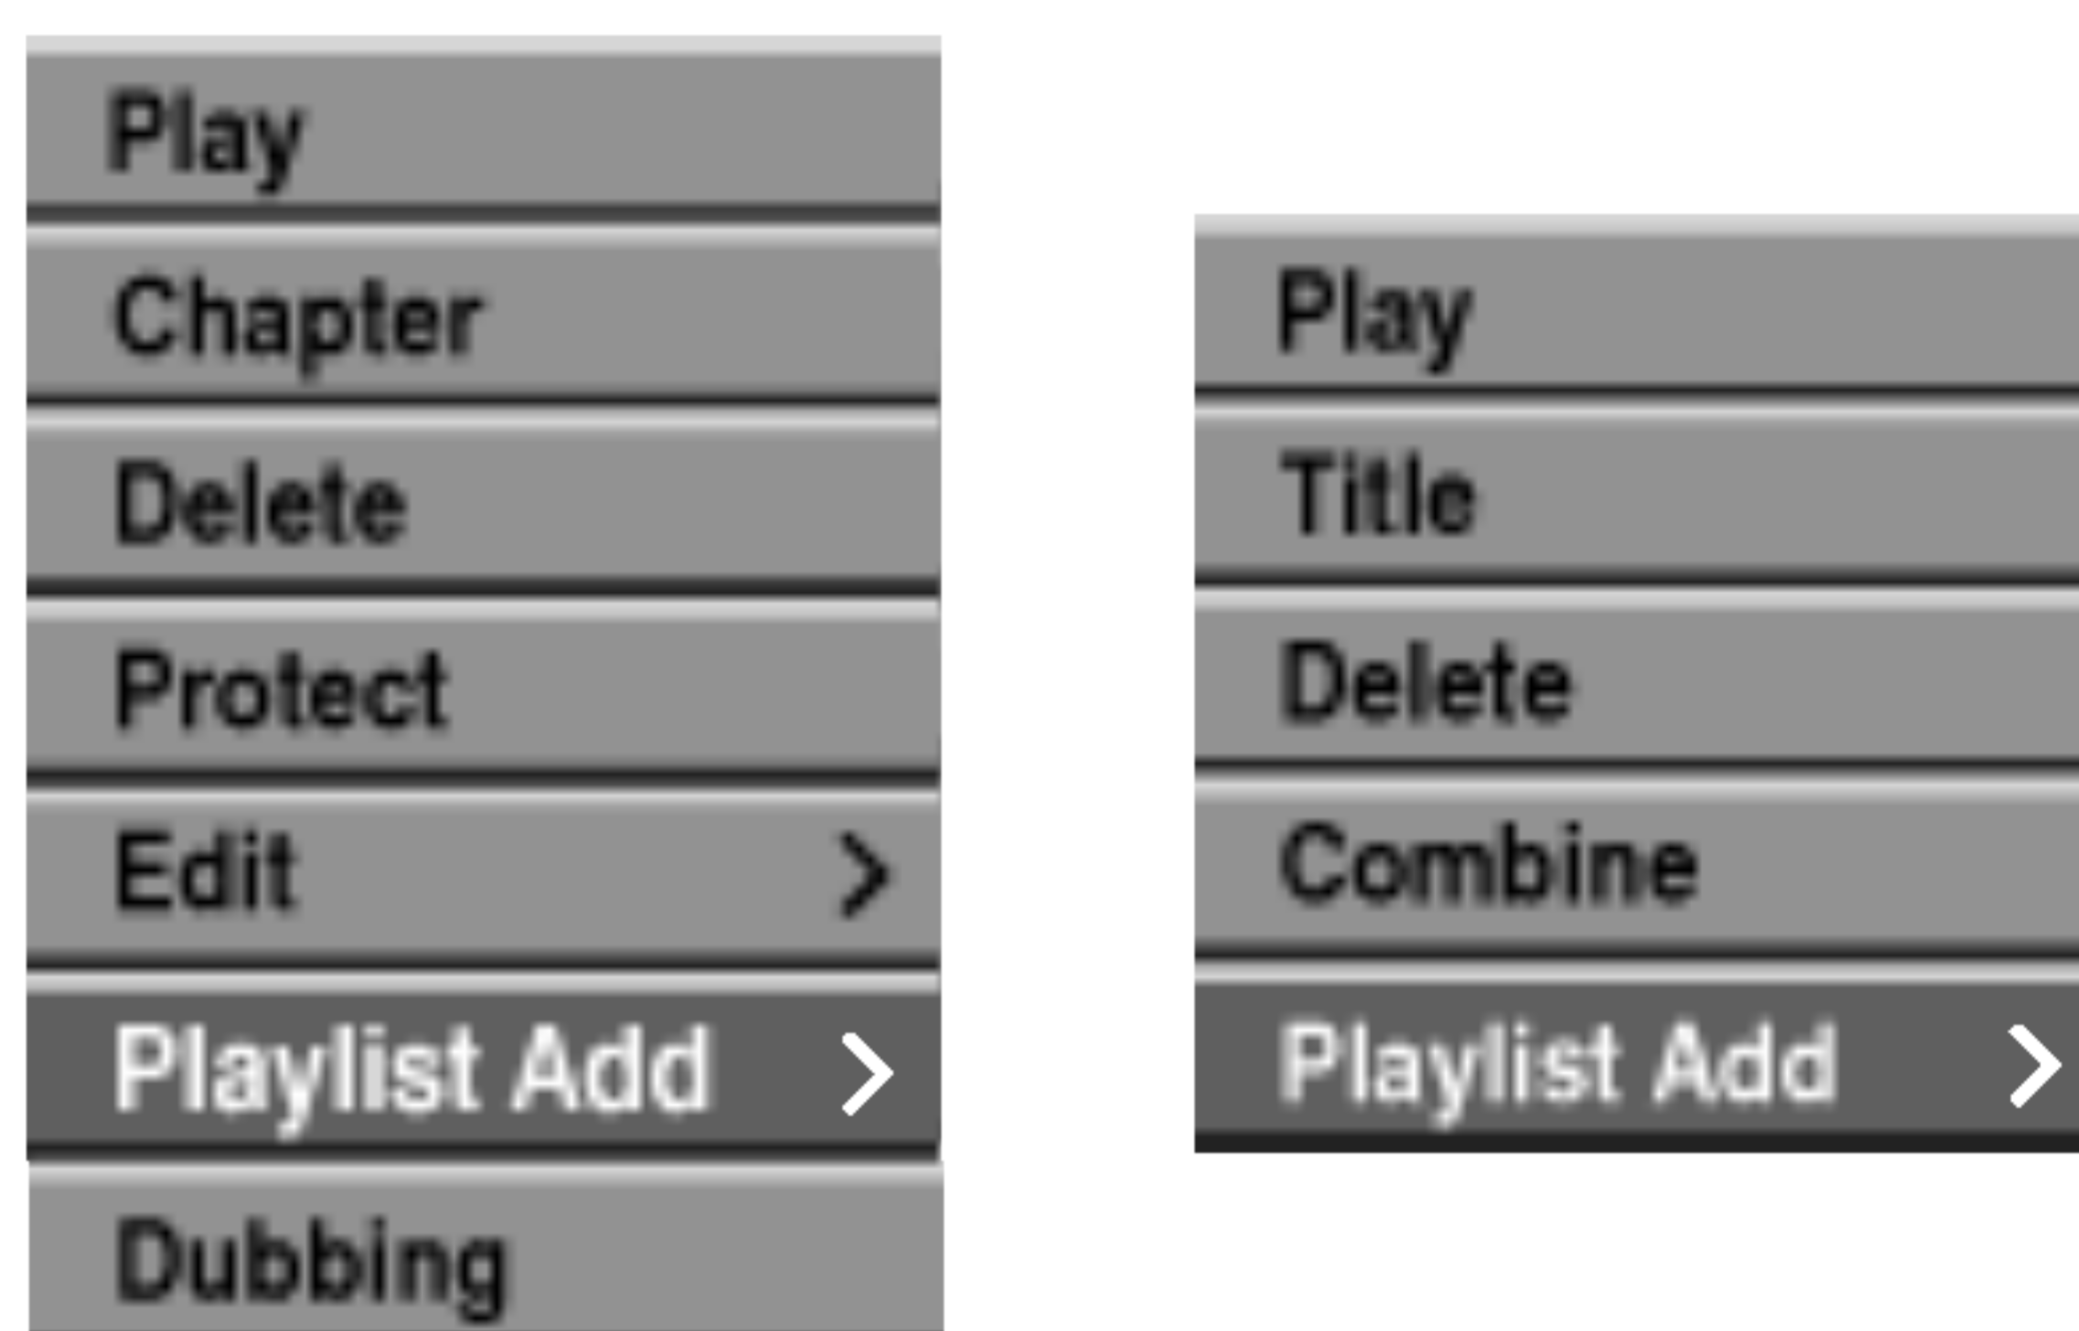 Play
Chapter
Delete
Protect
Edit >
Playlist Add >
Dubbing
Play
Title
Delete
Combine
Playlist Add >